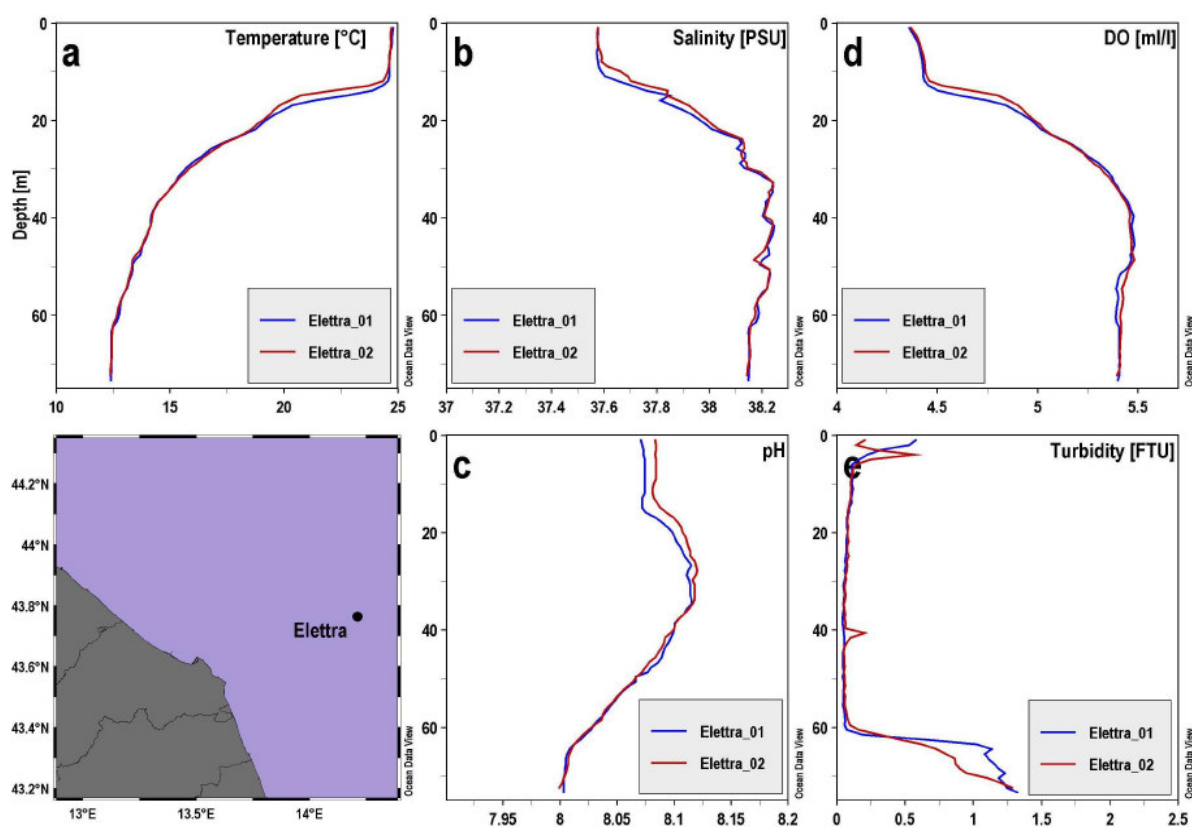 a
Temperature [°C]
0
20
40
60
Depth [m]
10
15
20
25
Elettra_01
Elettra_02
Ocean Data View
b
Salinity [PSU]
0
20
40
60
37
37.2
37.4
37.6
37.8
38
38.2
Elettra_01
Elettra_02
Ocean Data View
d
DO [ml/l]
0
20
40
60
4
4.5
5
5.5
Elettra_01
Elettra_02
Ocean Data View
44.2°N
44°N
43.8°N
43.6°N
43.4°N
43.2°N
Elettra
13°E
13.5°E
14°E
Ocean Data View
c
pH
0
20
40
60
7.95
8
8.05
8.1
8.15
8.2
Elettra_01
Elettra_02
Ocean Data View
e
Turbidity [FTU]
0
20
40
60
0
0.5
1
1.5
2
2.5
Elettra_01
Elettra_02
Ocean Data View